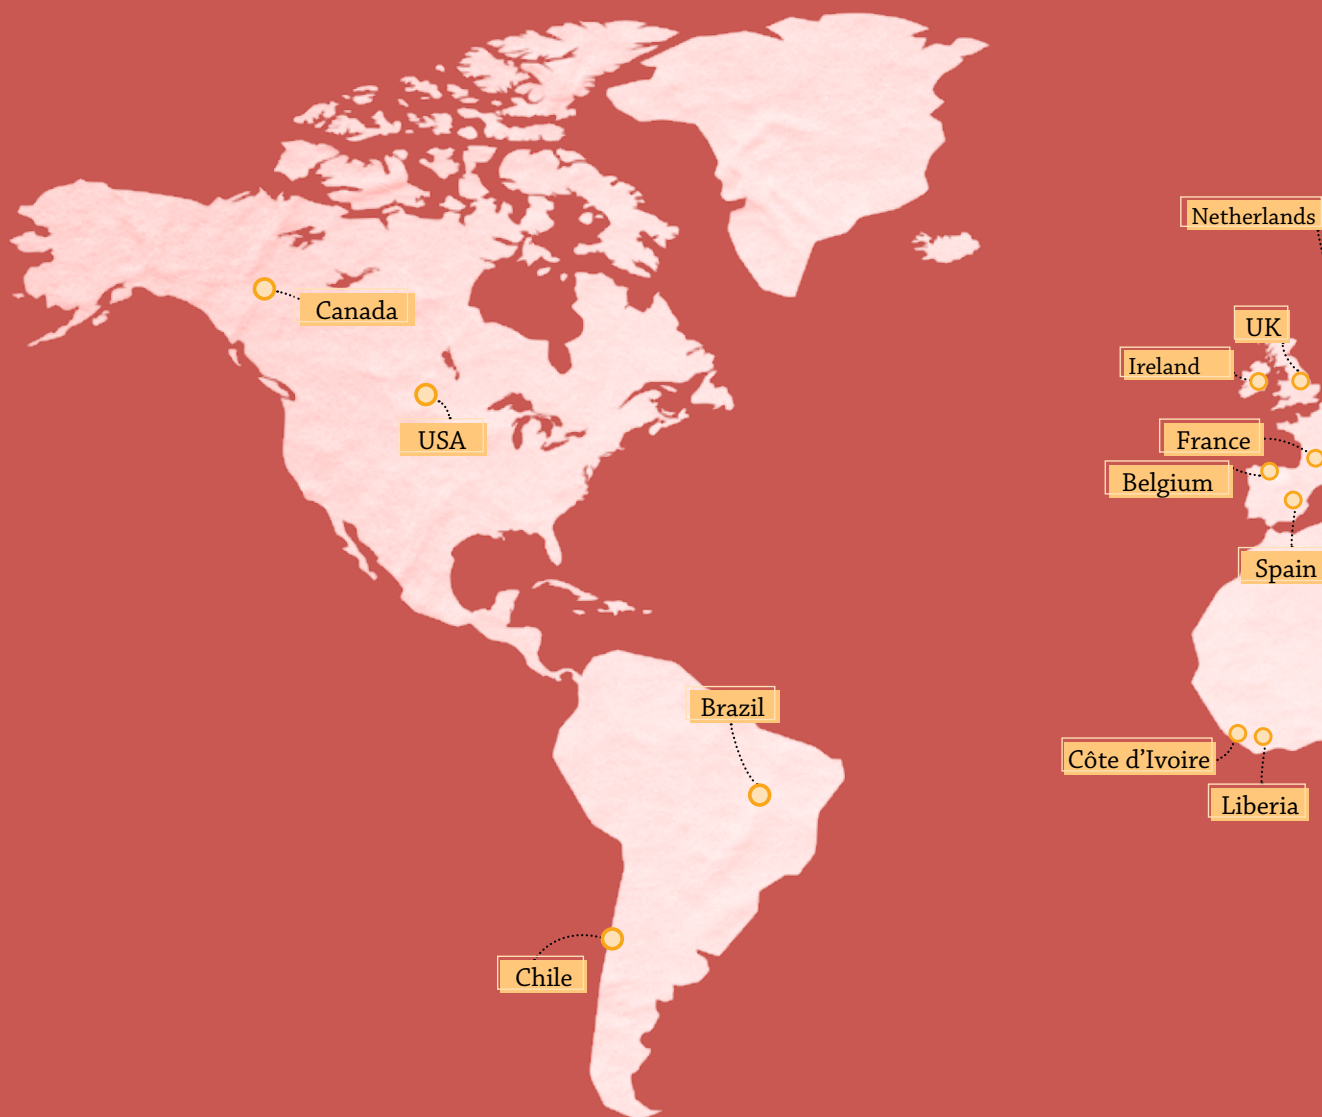 Netherlands
Canada
UK
Ireland
USA
France
Belgium
Spain
Brazil
Côte d’Ivoire
Liberia
Chile